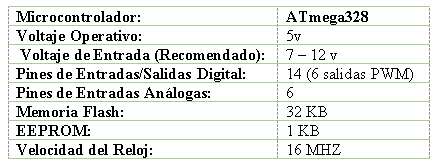 Microcontrolador: ATmega328
Voltaje Operativo: 5v
Voltaje de Entrada (Recomendado): 7 – 12 v
Pines de Entradas/Salidas Digital: 14 (6 salidas PWM)
Pines de Entradas Análogas: 6
Memoria Flash: 32 KB
EEPROM: 1 KB
Velocidad del Reloj: 16 MHZ